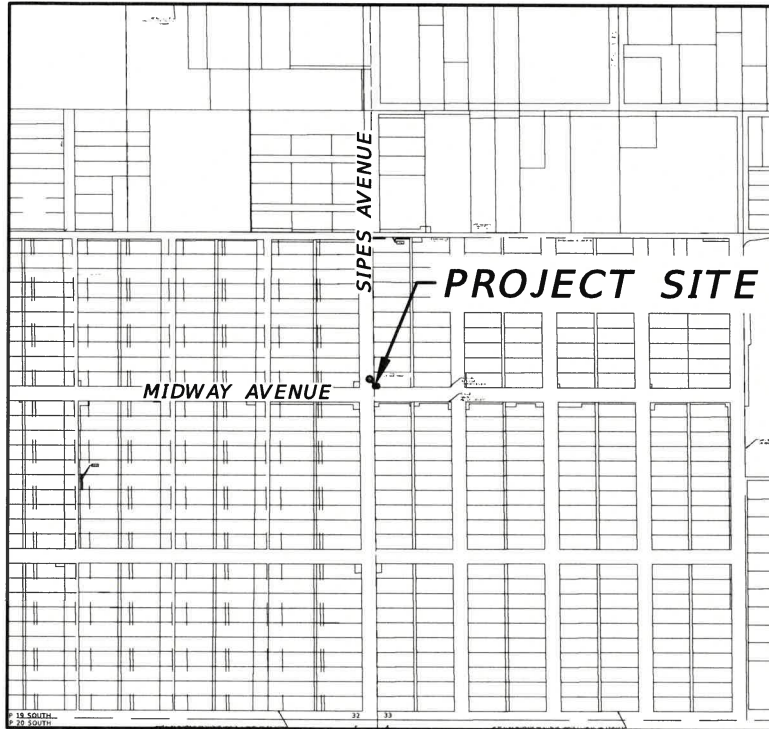 SIPES AVENUE
PROJECT SITE
MIDWAY AVENUE
P 19 SOUTH
P 20 SOUTH
32 33